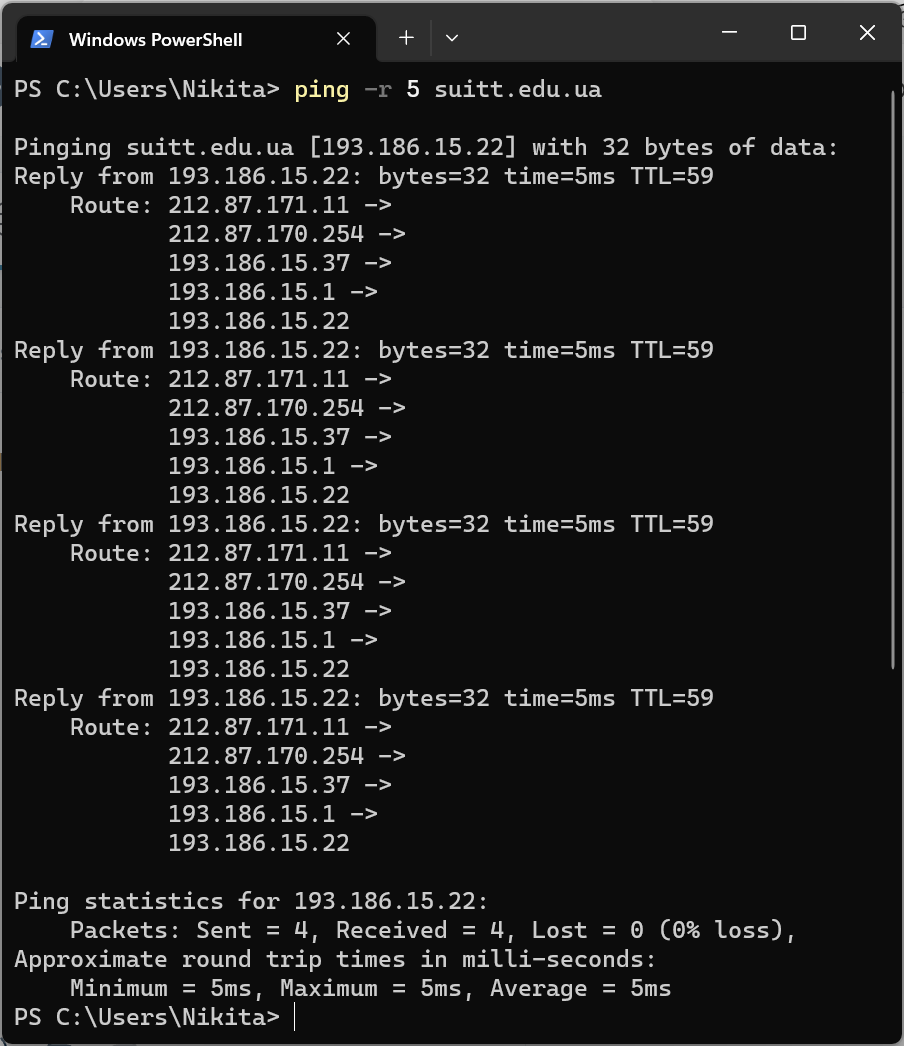 Windows PowerShell
PS C:\Users\Nikita> ping -r 5 suitt.edu.ua
Pinging suitt.edu.ua [193.186.15.22] with 32 bytes of data:
Reply from 193.186.15.22: bytes=32 time=5ms TTL=59
Route: 212.87.171.11 ->
212.87.170.254 ->
193.186.15.37 ->
193.186.15.1 ->
193.186.15.22
Reply from 193.186.15.22: bytes=32 time=5ms TTL=59
Route: 212.87.171.11 ->
212.87.170.254 ->
193.186.15.37 ->
193.186.15.1 ->
193.186.15.22
Reply from 193.186.15.22: bytes=32 time=5ms TTL=59
Route: 212.87.171.11 ->
212.87.170.254 ->
193.186.15.37 ->
193.186.15.1 ->
193.186.15.22
Reply from 193.186.15.22: bytes=32 time=5ms TTL=59
Route: 212.87.171.11 ->
212.87.170.254 ->
193.186.15.37 ->
193.186.15.1 ->
193.186.15.22
Ping statistics for 193.186.15.22:
Packets: Sent = 4, Received = 4, Lost = 0 (0% loss),
Approximate round trip times in milli-seconds:
Minimum = 5ms, Maximum = 5ms, Average = 5ms
PS C:\Users\Nikita>